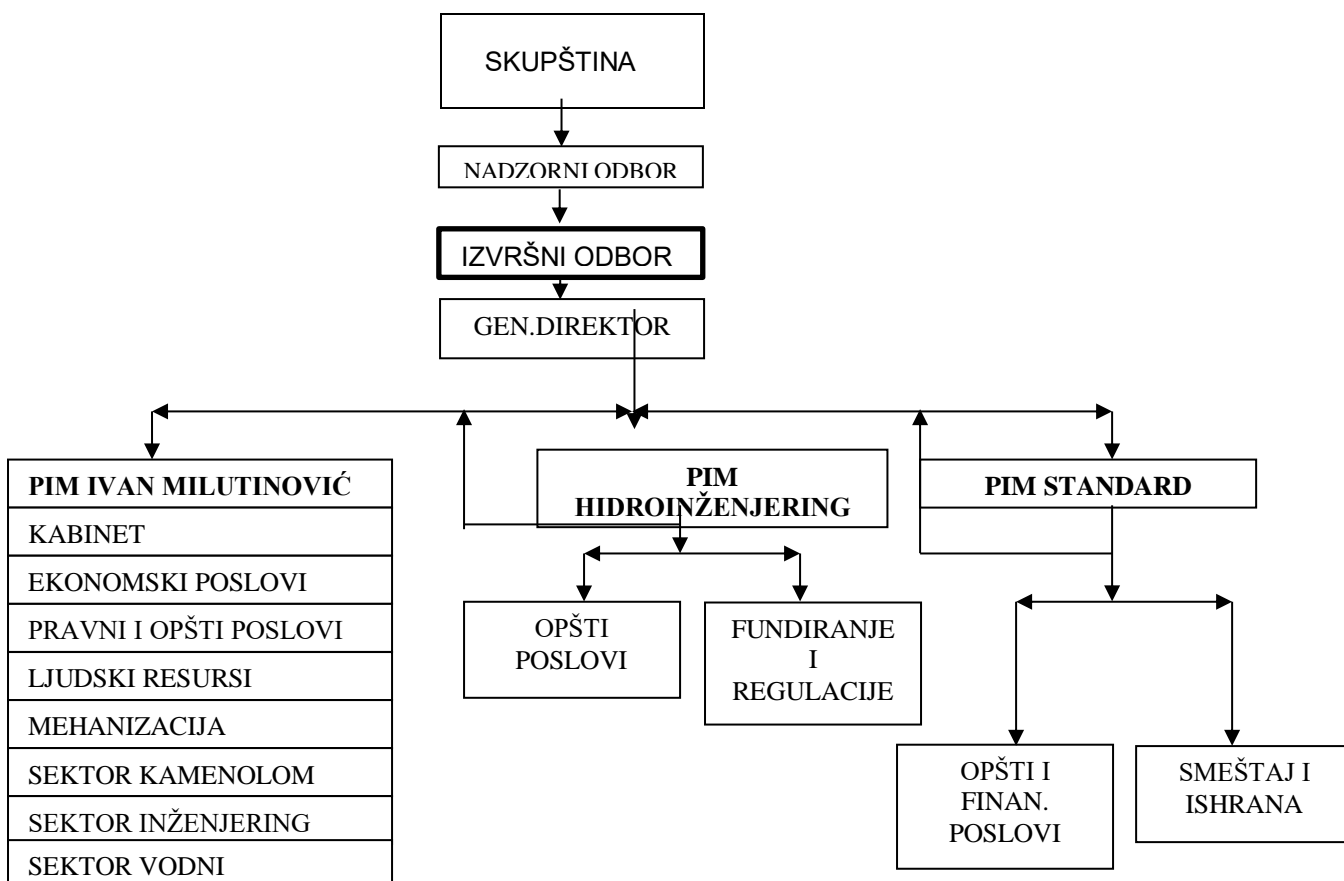 SKUPŠTINA
NADZORNI ODBOR
IZVRŠNI ODBOR
GEN.DIREKTOR
PIM IVAN MILUTINOVIĆ
KABINET
EKONOMSKI POSLOVI
PRAVNI I OPŠTI POSLOVI
LJUDSKI RESURSI
MEHANIZACIJA
SEKTOR KAMENOLOM
SEKTOR INŽENJERING
SEKTOR VODNI
PIM
HIDROINŽENJERING
OPŠTI
POSLOVI
FUNDIRANJE
I
REGULACIJE
PIM STANDARD
OPŠTI I
FINAN.
POSLOVI
SMEŠTAJ I
ISHRANA